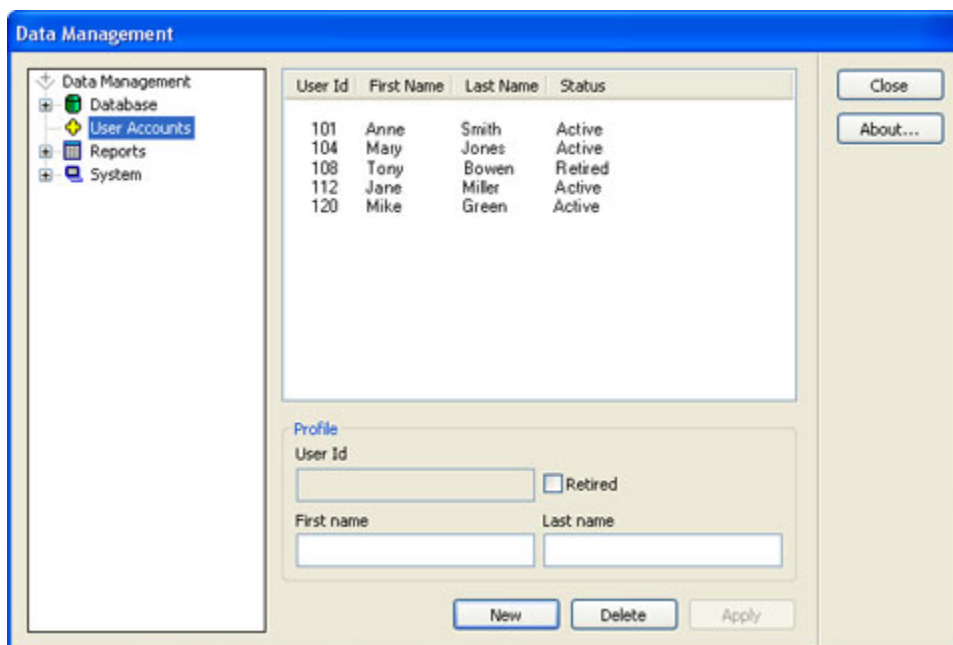 Data Management
Data Management
Database
User Accounts
Reports
System
User Id First Name Last Name Status
101 Anne Smith Active
104 Mary Jones Active
108 Tony Bowen Retired
112 Jane Miller Active
120 Mike Green Active
Profile
User Id
Retired
First name Last name
New Delete Apply
Close
About...